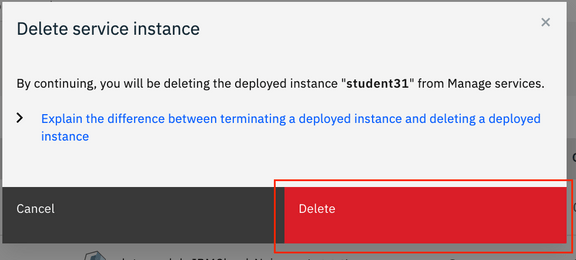 Delete service instance
By continuing, you will be deleting the deployed instance "student31" from Manage services.
Explain the difference between terminating a deployed instance and deleting a deployed
instance
Cancel
Delete